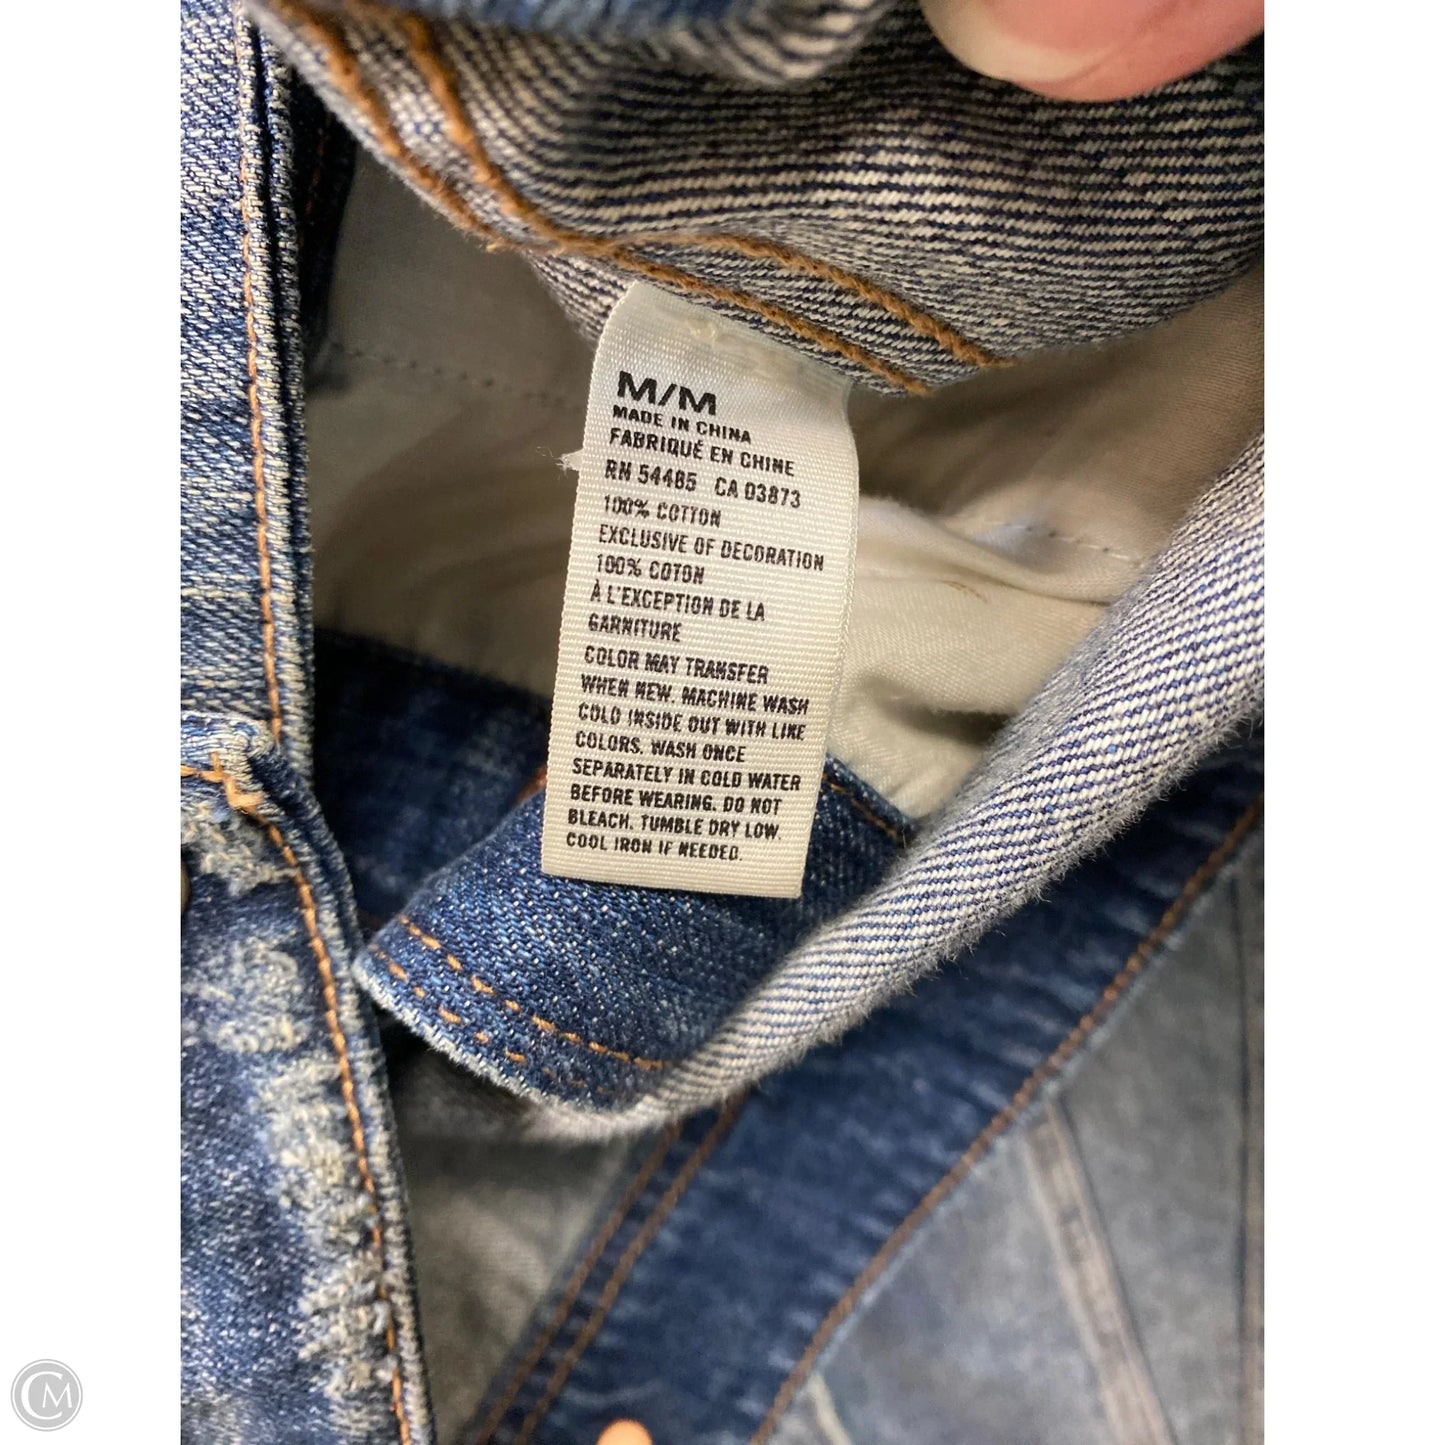 M/M
MADE IN CHINA
FABRIQUÉ EN CHINE
RN 54485 CA 03873
100% COTTON
EXCLUSIVE OF DECORATION
100% COTON
À L'EXCEPTION DE LA
GARNITURE
COLOR MAY TRANSFER
WHEN NEW. MACHINE WASH
COLD INSIDE OUT WITH LIKE
COLORS. WASH ONCE
SEPARATELY IN COLD WATER
BEFORE WEARING. DO NOT
BLEACH. TUMBLE DRY LOW.
COOL IRON IF NEEDED.
CM